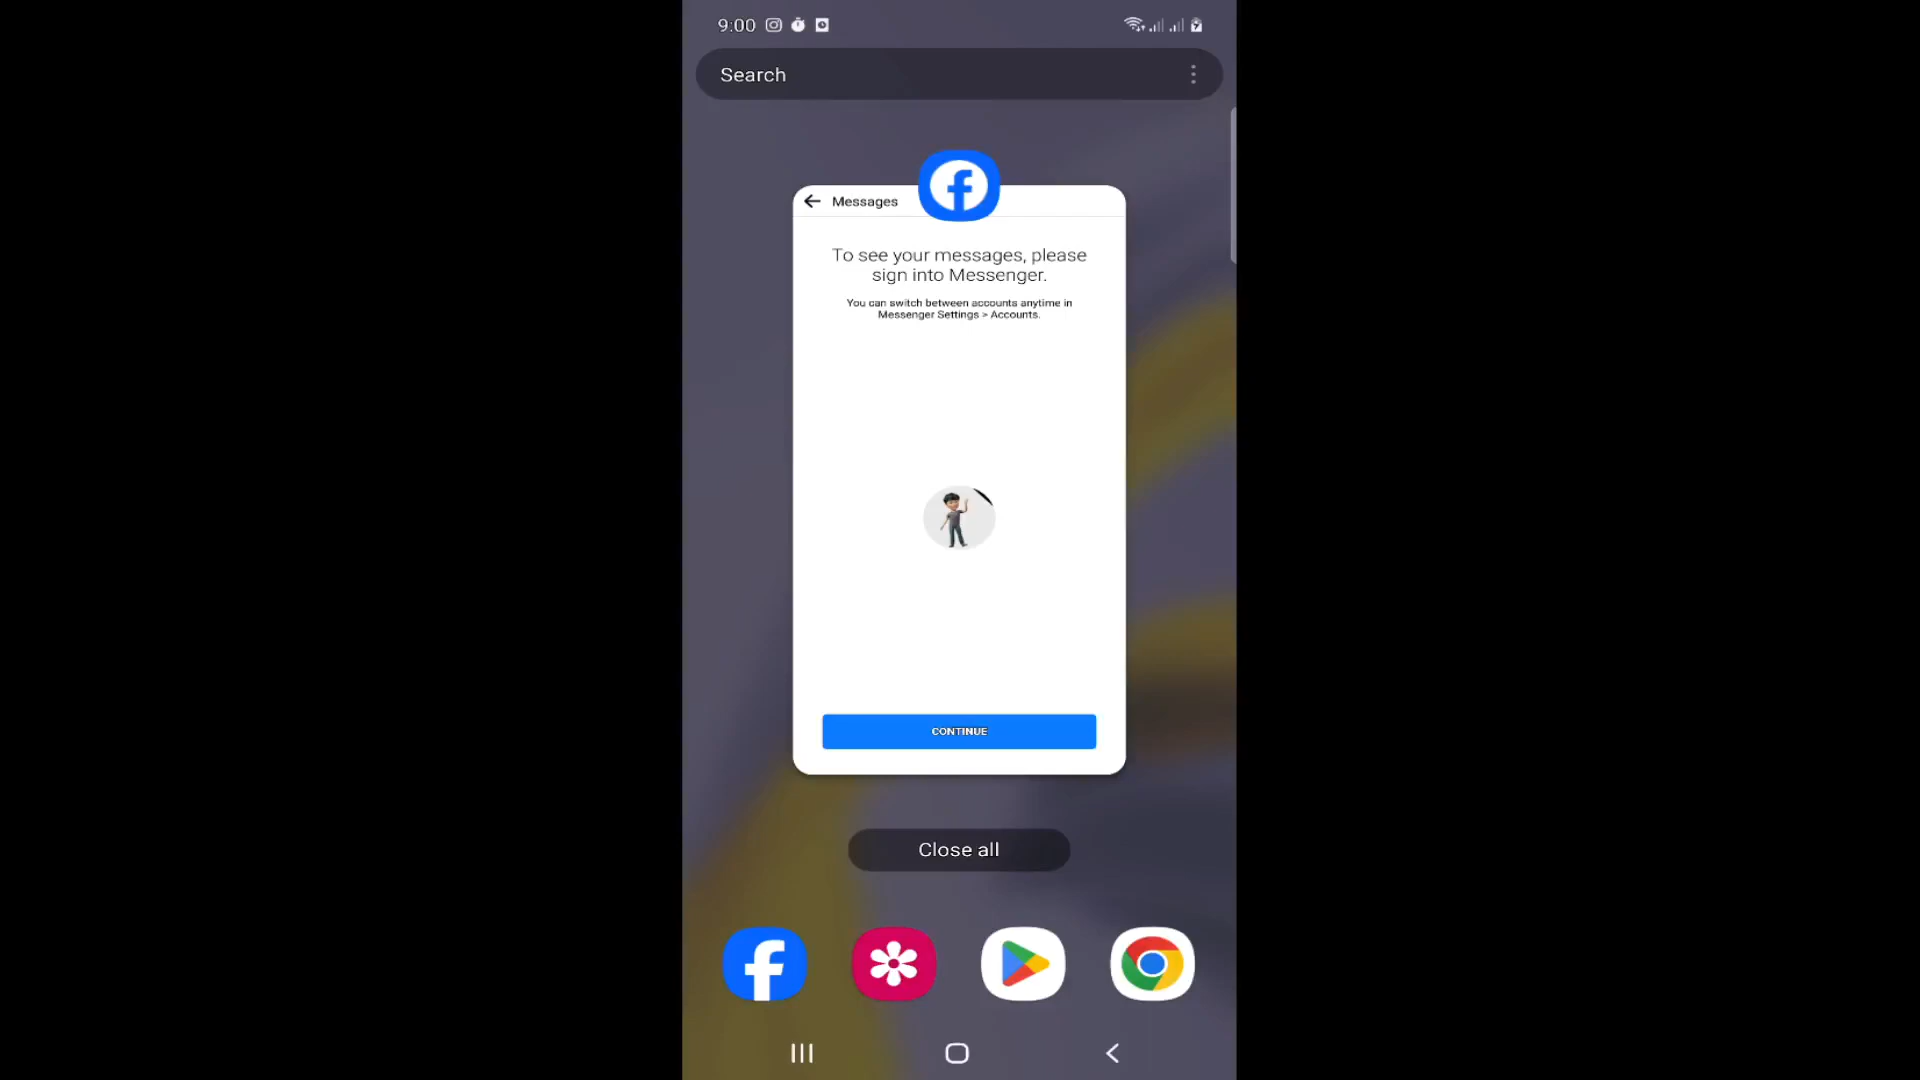 9:00
Search
Messages
To see your messages, please
sign into Messenger.
You can switch between accounts anytime in
Messenger Settings > Accounts.
CONTINUE
Close all